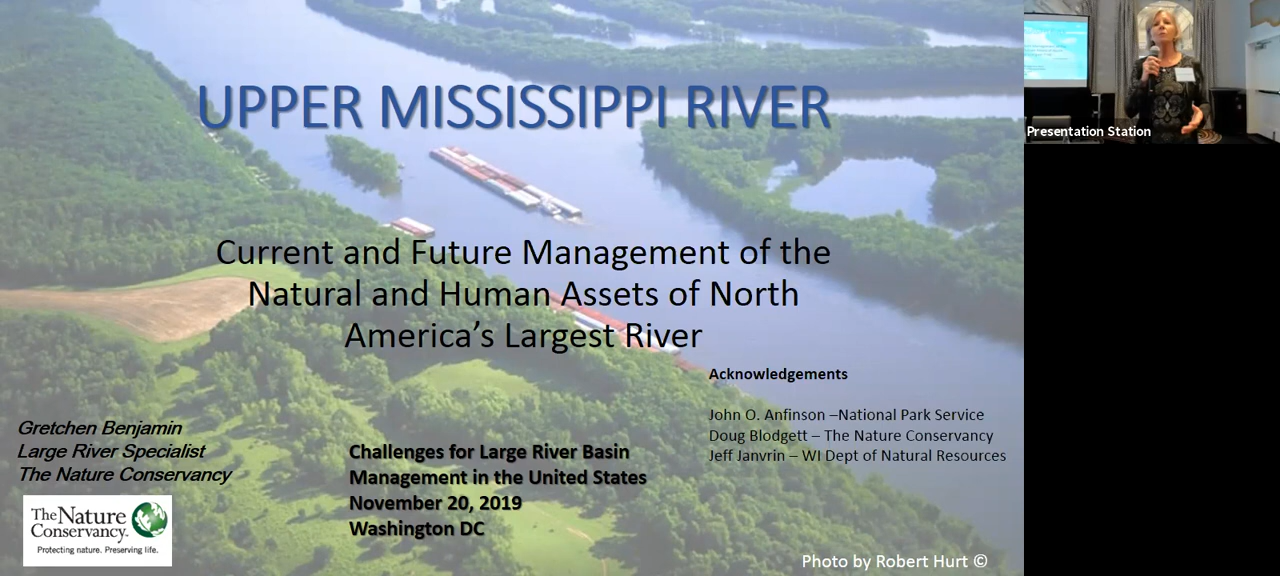 UPPER MISSISSIPPI RIVER
Current and Future Management of the
Natural and Human Assets of North
America's Largest River
Acknowledgements
John O. Anfinson –National Park Service
Doug Blodgett – The Nature Conservancy
Jeff Janvrin – WI Dept of Natural Resources
Gretchen Benjamin
Large River Specialist
The Nature Conservancy
Challenges for Large River Basin
Management in the United States
November 20, 2019
Washington DC
The Nature
Conservancy.
Protecting nature. Preserving life.
Photo by Robert Hurt ©
Presentation Station